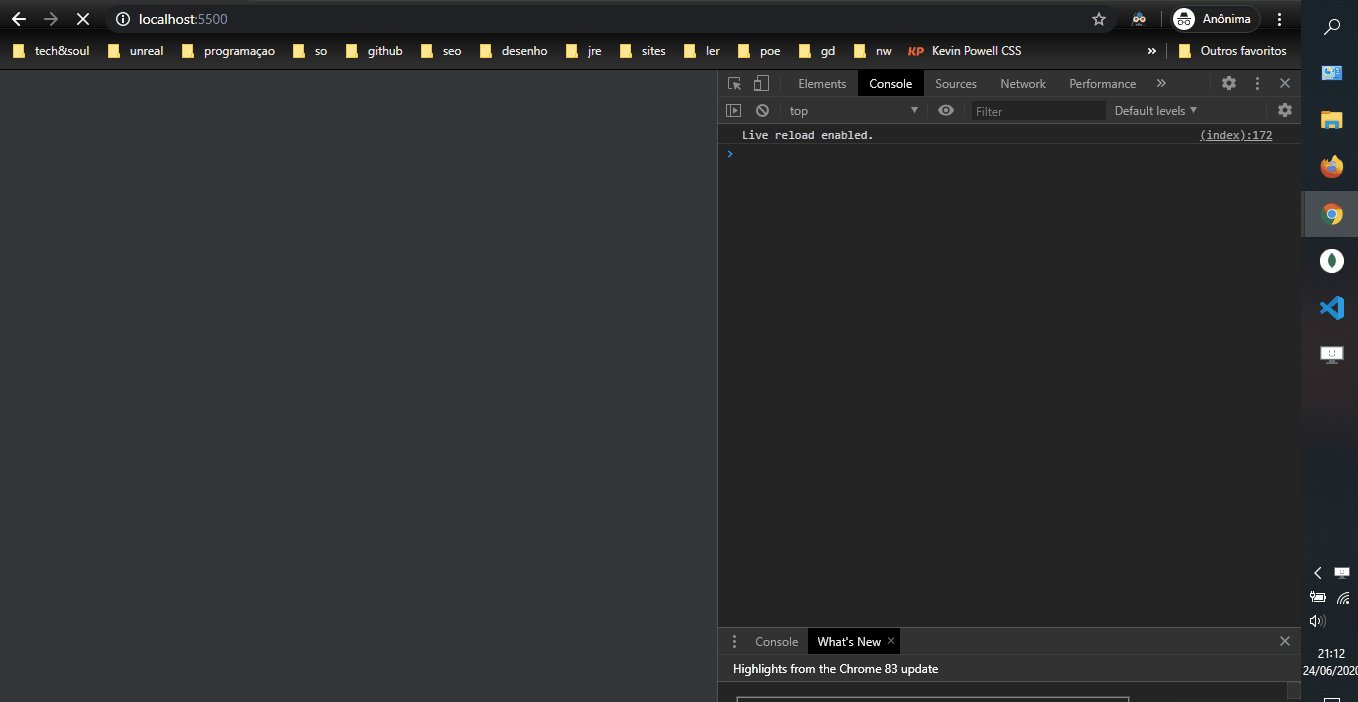 localhost:5500 Anônima
tech&soul unreal programaçao so github seo desenho jre sites ler poe gd nw KP Kevin Powell CSS » Outros favoritos
Elements Console Sources Network Performance »
top Filter Default levels
Live reload enabled. (index):172
Console What's New
Highlights from the Chrome 83 update
21:12
24/06/2020